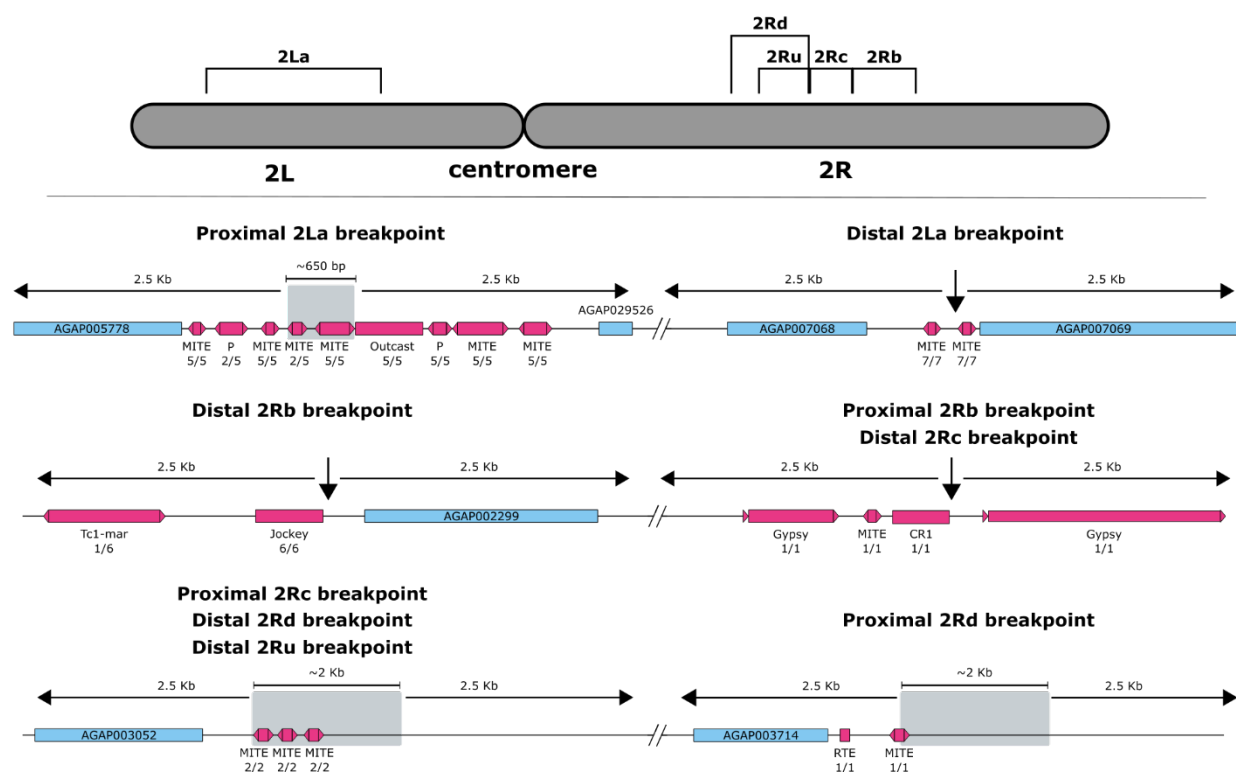 2Rd
2La
2Ru 2Rc 2Rb
2L centromere 2R
Proximal 2La breakpoint
~650 bp
2.5 Kb 2.5 Kb
AGAP029526
AGAP005778
MITE P MITE MITE MITE Outcast P MITE MITE
5/5 2/5 5/5 2/5 5/5 5/5 5/5 5/5 5/5
Distal 2La breakpoint
2.5 Kb 2.5 Kb
//
AGAP007068 AGAP007069
MITE MITE
7/7 7/7
Distal 2Rb breakpoint
2.5 Kb 2.5 Kb
AGAP002299
Tc1-mar Jockey
1/6 6/6
Proximal 2Rb breakpoint
Distal 2Rc breakpoint
2.5 Kb 2.5 Kb
//
Gypsy MITE CR1 Gypsy
1/1 1/1 1/1 1/1
Proximal 2Rc breakpoint
Distal 2Rd breakpoint
Distal 2Ru breakpoint
~2 Kb
2.5 Kb 2.5 Kb
AGAP003052
MITE MITE MITE
2/2 2/2 2/2
Proximal 2Rd breakpoint
~2 Kb
2.5 Kb 2.5 Kb
//
AGAP003714
RTE MITE
1/1 1/1